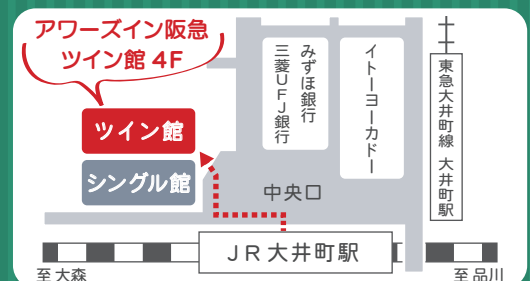 アワーズイン阪急
ツイン館 4F
ツイン館
シングル館
みずほ銀行
三菱UFJ銀行
イトーヨーカドー
東急大井町線 大井町駅
中央口
JR大井町駅
至大森
至品川